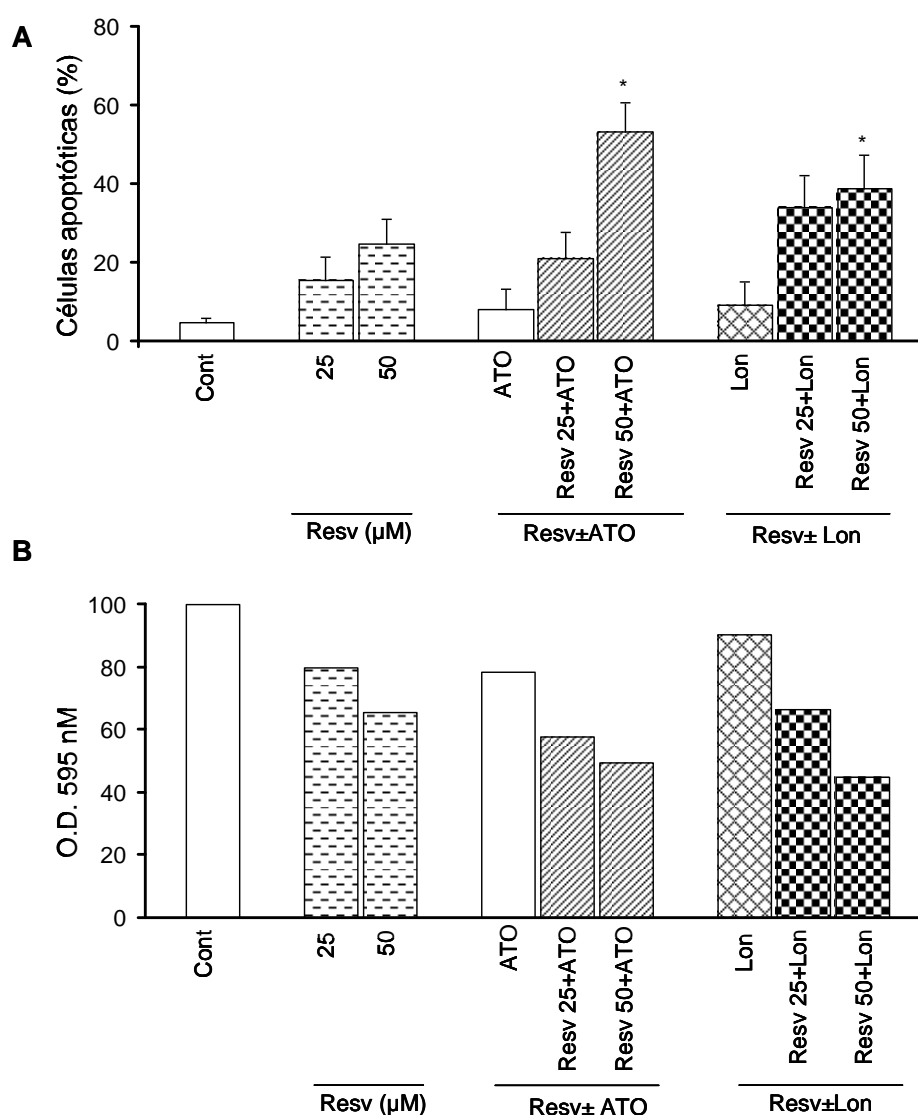 A
Células apoptóticas (%)
80
60
40
20
0
*
*
Cont
25
50
ATO
Resv 25+ATO
Resv 50+ATO
Lon
Resv 25+Lon
Resv 50+Lon
Resv (µM)
Resv±ATO
Resv± Lon
B
O.D. 595 nM
100
80
60
40
20
0
Cont
25
50
ATO
Resv 25+ATO
Resv 50+ATO
Lon
Resv 25+Lon
Resv 50+Lon
Resv (µM)
Resv± ATO
Resv±Lon